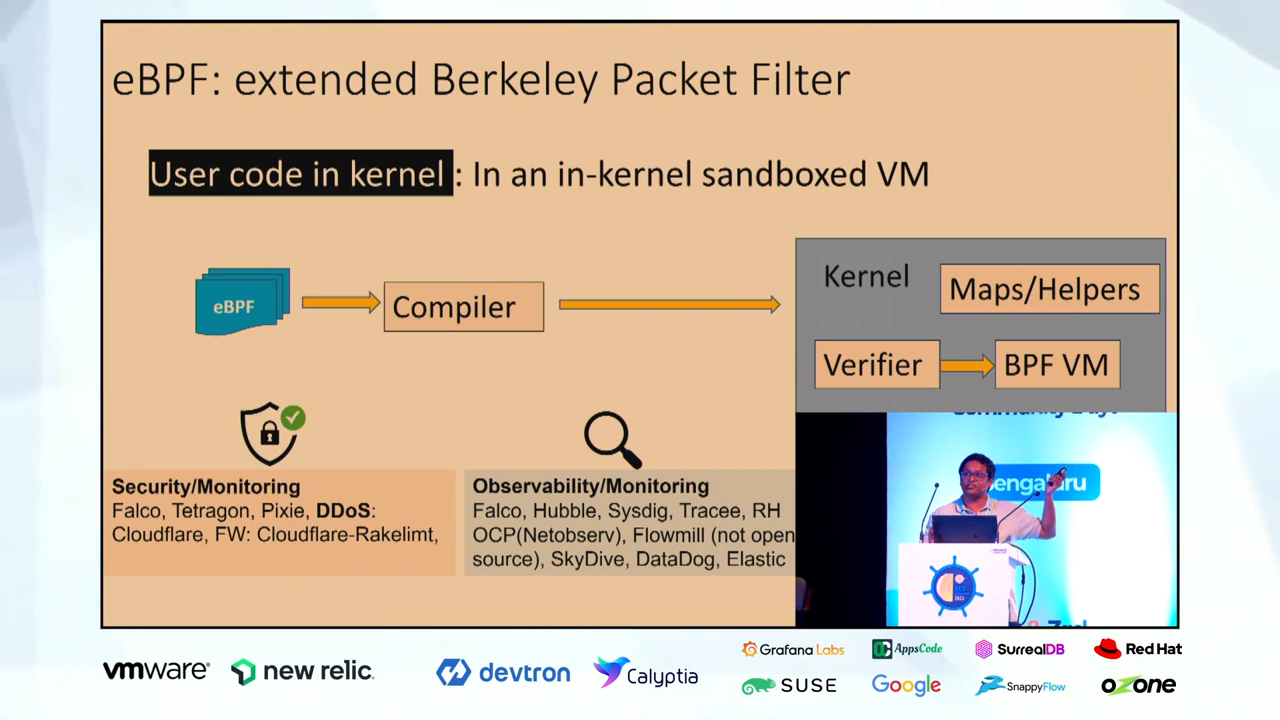 eBPF: extended Berkeley Packet Filter
User code in kernel : In an in-kernel sandboxed VM
eBPF
Compiler
Kernel
Maps/Helpers
Verifier
BPF VM
Security/Monitoring
Falco, Tetragon, Pixie, DDoS:
Cloudflare, FW: Cloudflare-Rakelimt,
Observability/Monitoring
Falco, Hubble, Sysdig, Tracee, RH
OCP(Netobserv), Flowmill (not open
source), SkyDive, DataDog, Elastic
engaluru
vmware
new relic
devtron
Calyptia
Grafana Labs
AppsCode
SurrealDB
Red Hat
SUSE
Google
SnappyFlow
OZONE